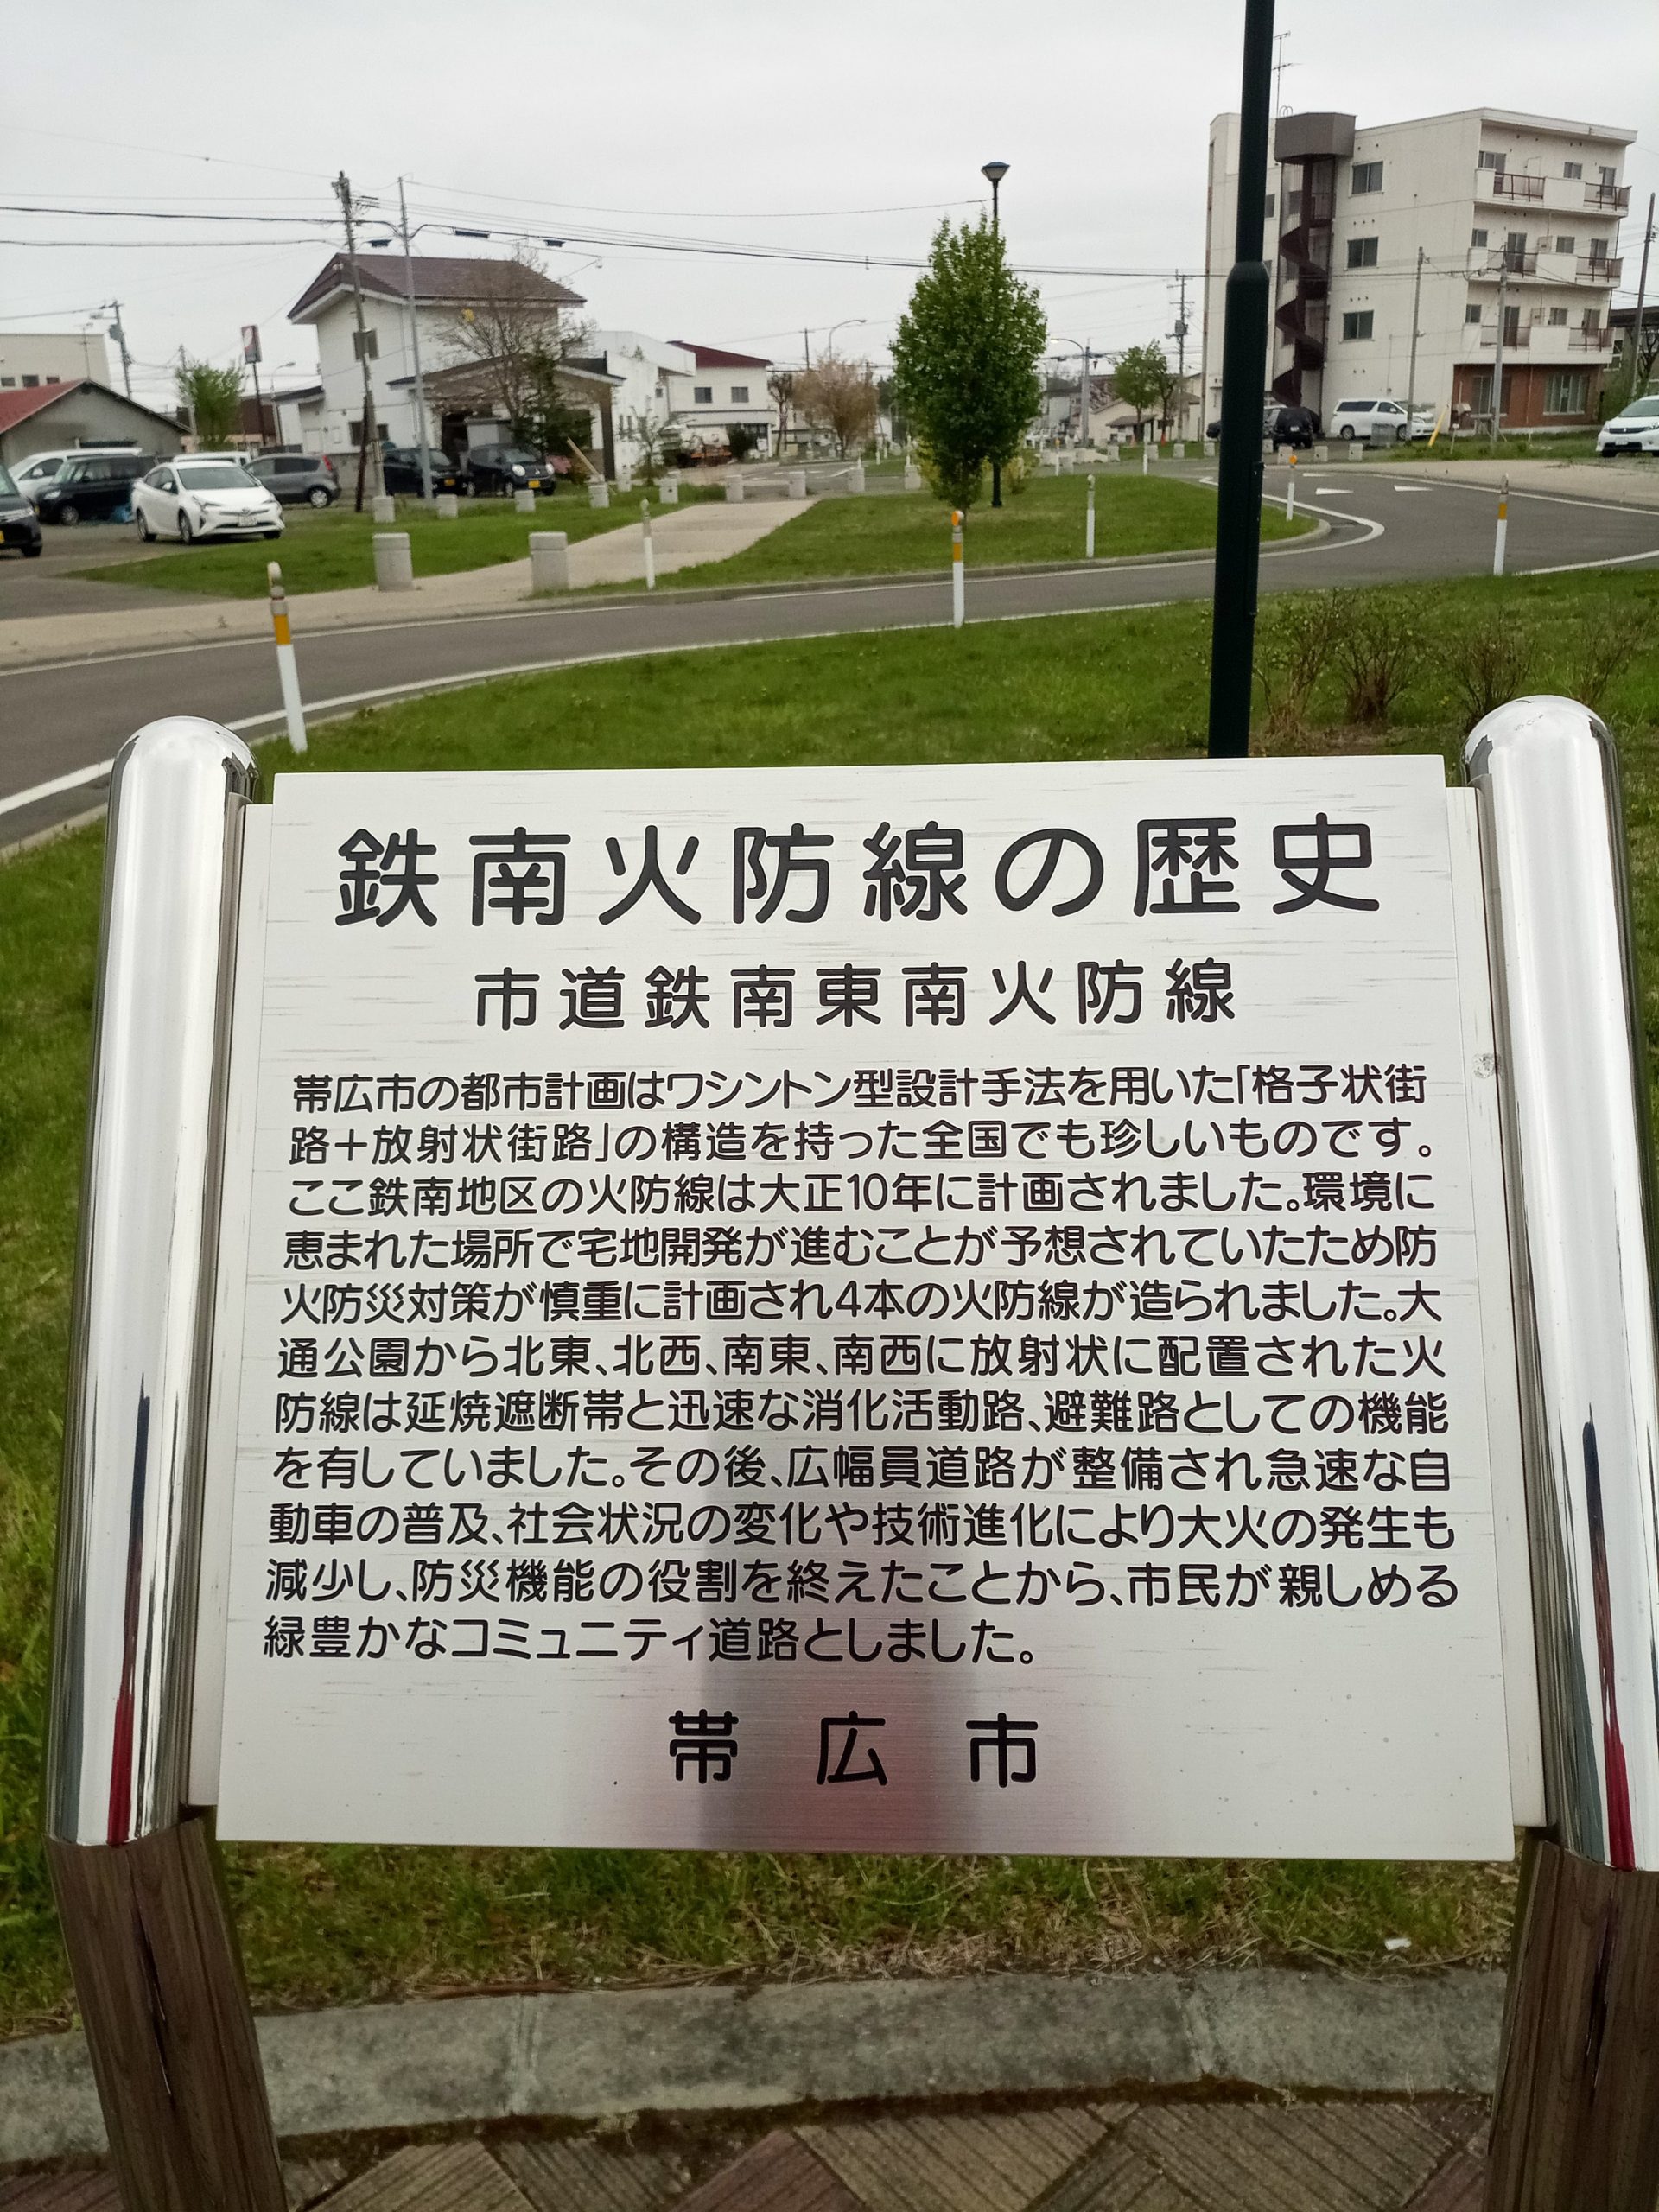 鉄南火防線の歴史
市道鉄南東南火防線
帯広市の都市計画はワシントン型設計手法を用いた「格子状街
路＋放射状街路」の構造を持った全国でも珍しいものです。
ここ鉄南地区の火防線は大正10年に計画されました。環境に
恵まれた場所で宅地開発が進むことが予想されていたため防
火防災対策が慎重に計画され4本の火防線が造られました。大
通公園から北東、北西、南東、南西に放射状に配置された火
防線は延焼遮断帯と迅速な消化活動路、避難路としての機能
を有していました。その後、広幅員道路が整備され急速な自
動車の普及、社会状況の変化や技術進化により大火の発生も
減少し、防災機能の役割を終えたことから、市民が親しめる
緑豊かなコミュニティ道路としました。
帯広市